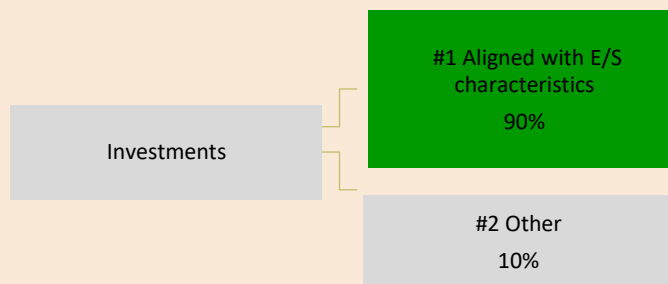 #1 Aligned with E/S
characteristics
90%
Investments
#2 Other
10%